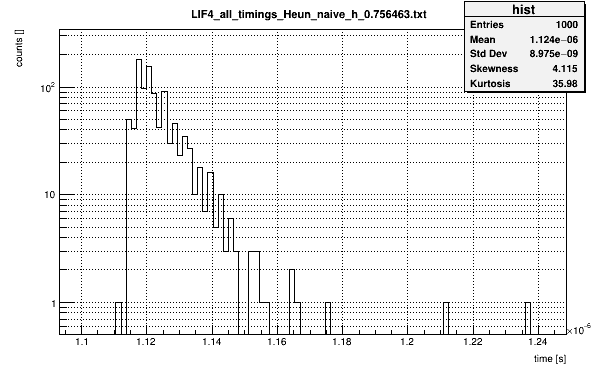 LIF4_all_timings_Heun_naive_h_0.756463.txt
hist
Entries 1000
Mean 1.124e−06
Std Dev 8.975e−09
Skewness 4.115
Kurtosis 35.98
counts []
10²
10
1
1.1 1.12 1.14 1.16 1.18 1.2 1.22 1.24
×10⁻⁶
time [s]